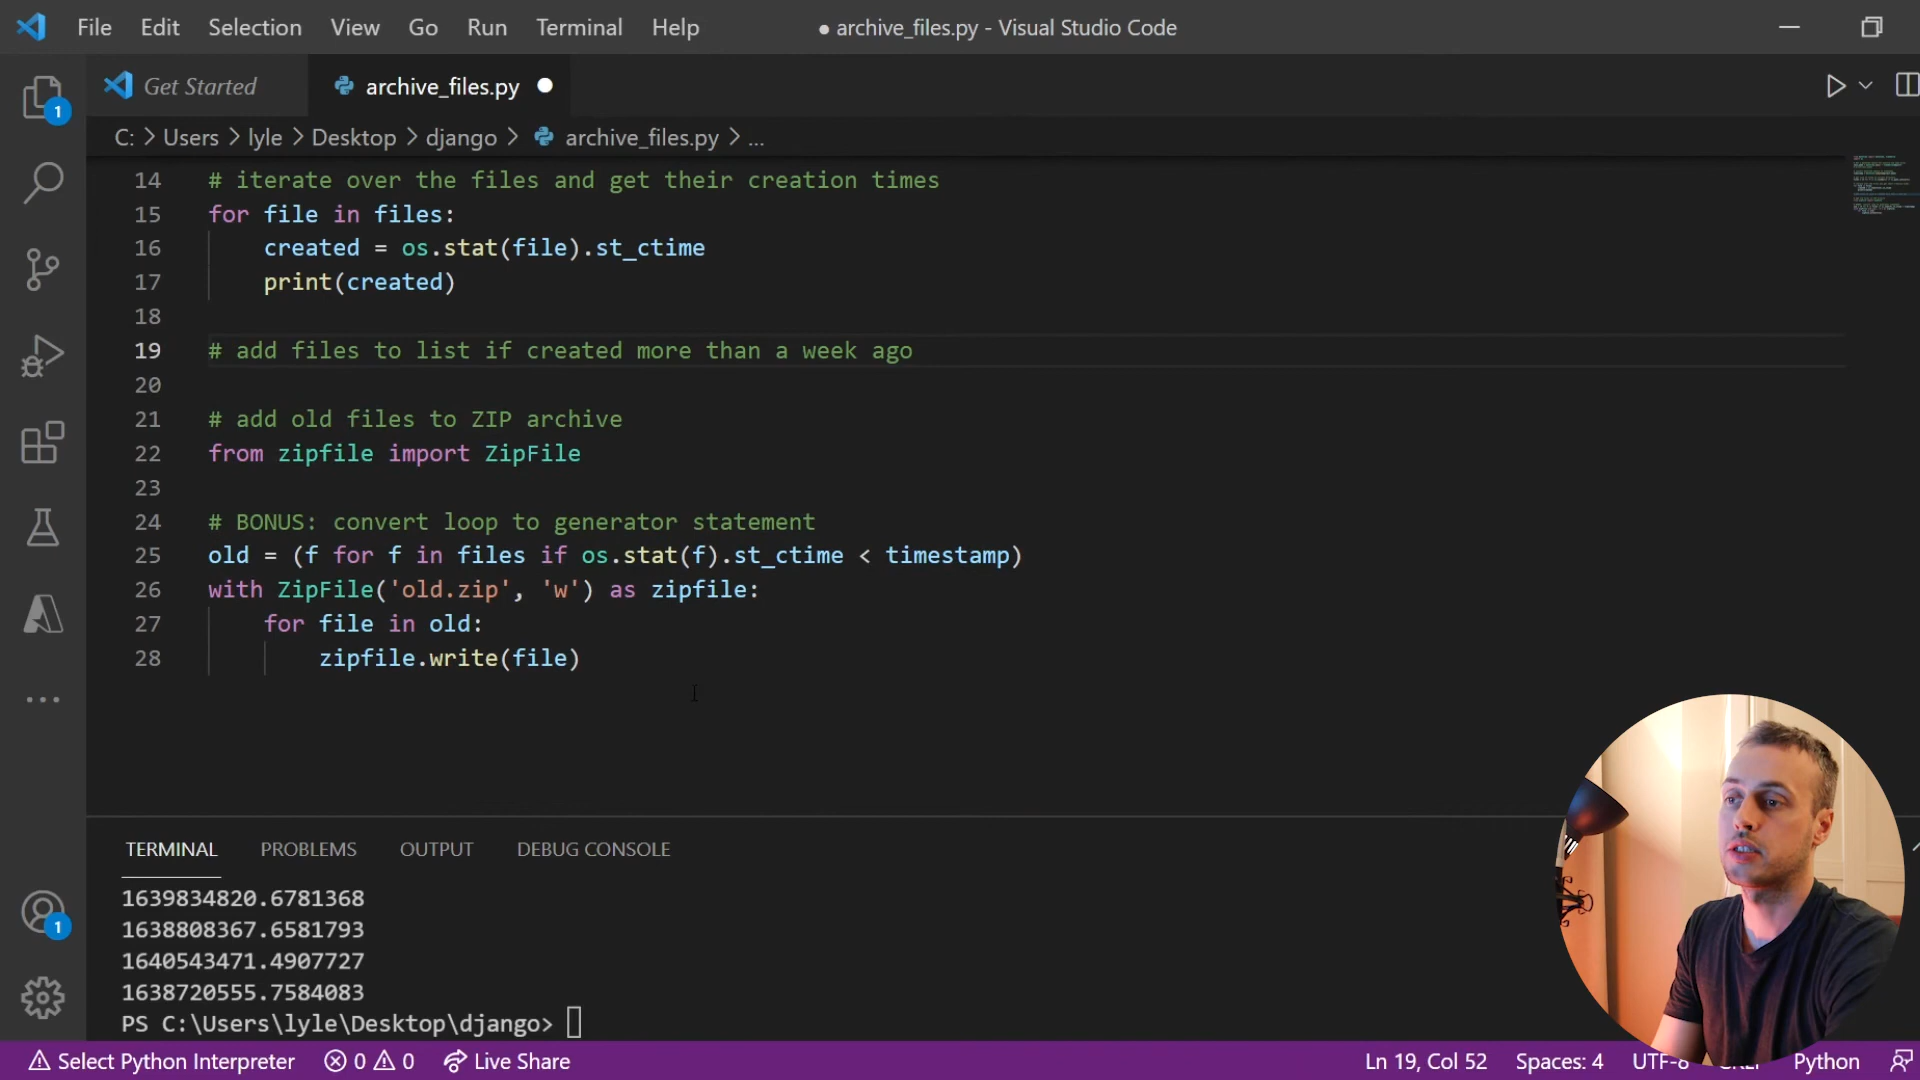 File Edit Selection View Go Run Terminal Help ● archive_files.py - Visual Studio Code
1 Get Started archive_files.py
C: > Users > lyle > Desktop > django > archive_files.py > ...
14 # iterate over the files and get their creation times
15 for file in files:
16 created = os.stat(file).st_ctime
17 print(created)
18
19 # add files to list if created more than a week ago
20
21 # add old files to ZIP archive
22 from zipfile import ZipFile
23
24 # BONUS: convert loop to generator statement
25 old = (f for f in files if os.stat(f).st_ctime < timestamp)
26 with ZipFile('old.zip', 'w') as zipfile:
27 for file in old:
28 zipfile.write(file)
TERMINAL PROBLEMS OUTPUT DEBUG CONSOLE
1639834820.6781368
1638808367.6581793
1640543471.4907727
1638720555.7584083
1
PS C:\Users\lyle\Desktop\django>
Select Python Interpreter 0 0 Live Share Ln 19, Col 52 Spaces: 4 UTF-8 Python